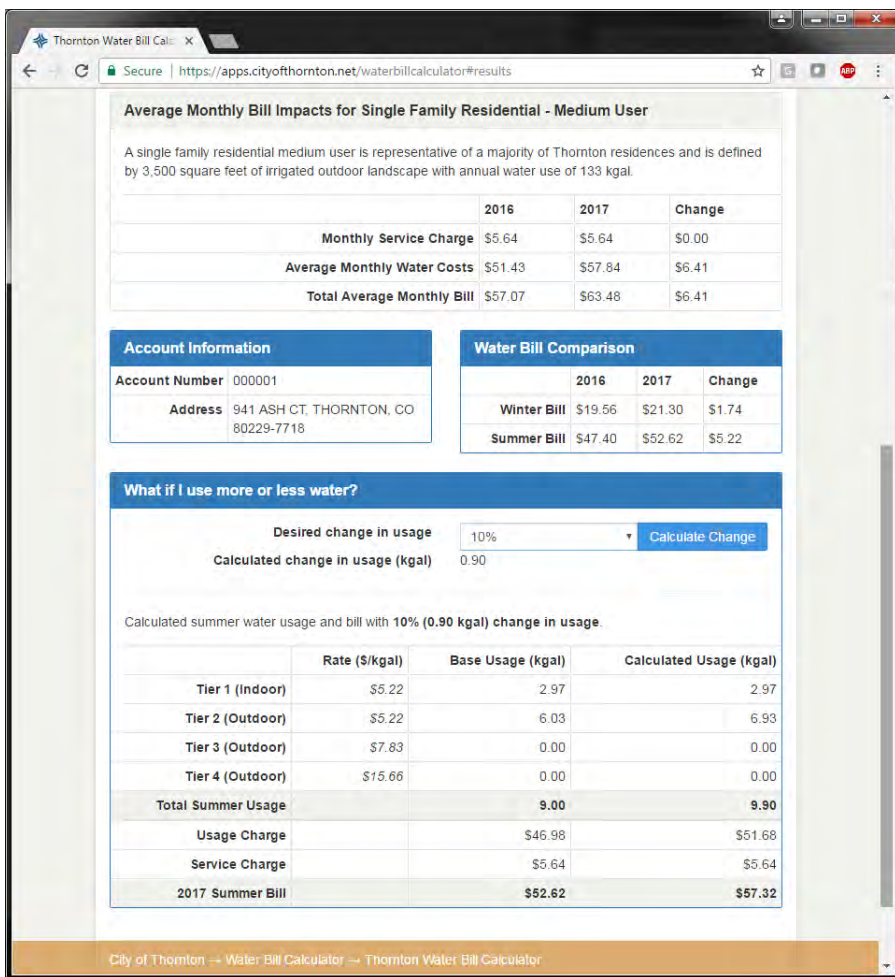 Thornton Water Bill Calc
Secure | https://apps.cityofthornton.net/waterbillcalculator#results
ABP
Average Monthly Bill Impacts for Single Family Residential - Medium User
A single family residential medium user is representative of a majority of Thornton residences and is defined
by 3,500 square feet of irrigated outdoor landscape with annual water use of 133 kgal.
2016 2017 Change
Monthly Service Charge $5.64 $5.64 $0.00
Average Monthly Water Costs $51.43 $57.84 $6.41
Total Average Monthly Bill $57.07 $63.48 $6.41
Account Information
Account Number 000001
Address 941 ASH CT, THORNTON, CO
80229-7718
Water Bill Comparison
2016 2017 Change
Winter Bill $19.56 $21.30 $1.74
Summer Bill $47.40 $52.62 $5.22
What if I use more or less water?
Desired change in usage 10% Calculate Change
Calculated change in usage (kgal) 0.90
Calculated summer water usage and bill with 10% (0.90 kgal) change in usage.
Rate ($/kgal) Base Usage (kgal) Calculated Usage (kgal)
Tier 1 (Indoor) $5.22 2.97 2.97
Tier 2 (Outdoor) $5.22 6.03 6.93
Tier 3 (Outdoor) $7.83 0.00 0.00
Tier 4 (Outdoor) $15.66 0.00 0.00
Total Summer Usage 9.00 9.90
Usage Charge $46.98 $51.68
Service Charge $5.64 $5.64
2017 Summer Bill $52.62 $57.32
City of Thornton → Water Bill Calculator → Thornton Water Bill Calculator